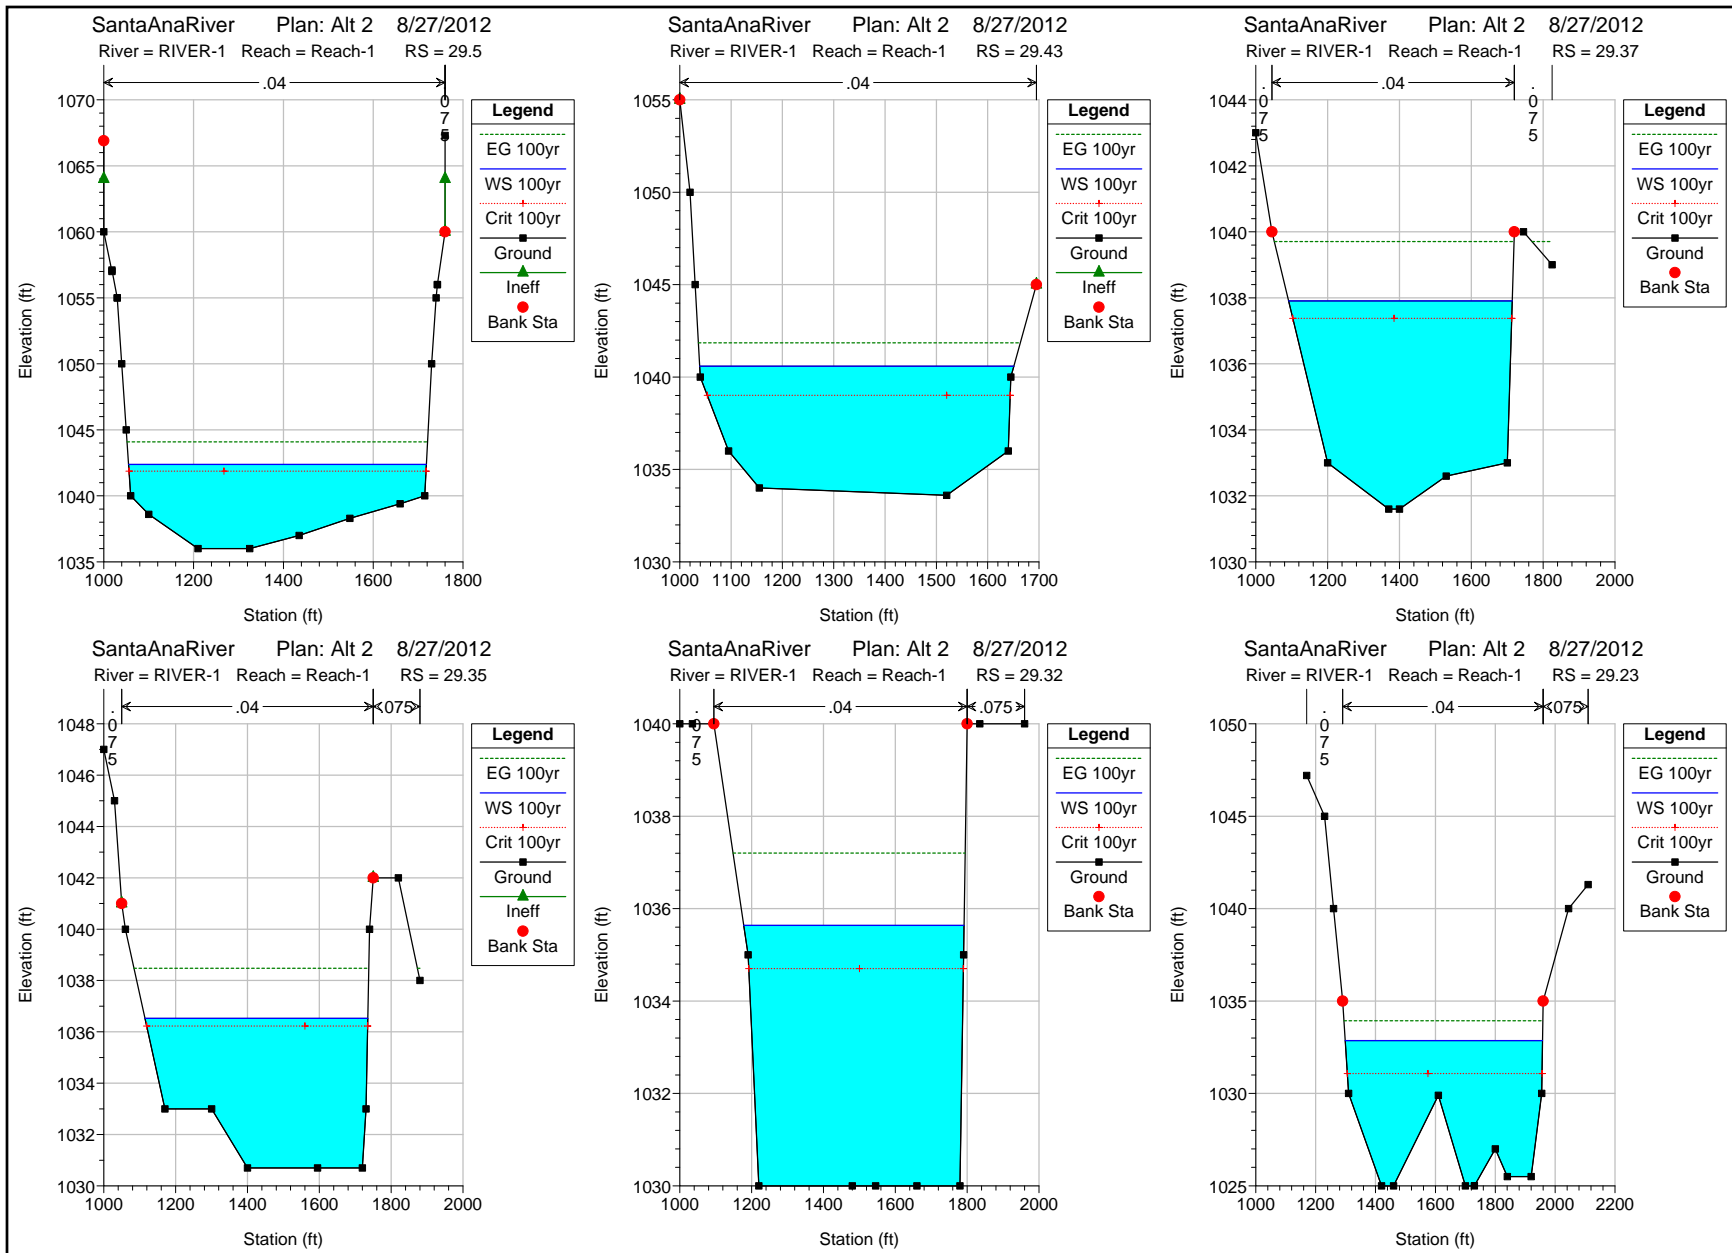 SantaAnaRiver Plan: Alt 2 8/27/2012
River = RIVER-1 Reach = Reach-1 RS = 29.5
.04
.075
1070
1065
1060
1055
1050
1045
1040
1035
1000 1200 1400 1600 1800
Elevation (ft)
Station (ft)
Legend
EG 100yr
WS 100yr
Crit 100yr
Ground
Ineff
Bank Sta
SantaAnaRiver Plan: Alt 2 8/27/2012
River = RIVER-1 Reach = Reach-1 RS = 29.43
.04
1055
1050
1045
1040
1035
1030
1000 1100 1200 1300 1400 1500 1600 1700
Elevation (ft)
Station (ft)
Legend
EG 100yr
WS 100yr
Crit 100yr
Ground
Ineff
Bank Sta
SantaAnaRiver Plan: Alt 2 8/27/2012
River = RIVER-1 Reach = Reach-1 RS = 29.37
.075
.04
.075
1044
1042
1040
1038
1036
1034
1032
1030
1000 1200 1400 1600 1800 2000
Elevation (ft)
Station (ft)
Legend
EG 100yr
WS 100yr
Crit 100yr
Ground
Bank Sta
SantaAnaRiver Plan: Alt 2 8/27/2012
River = RIVER-1 Reach = Reach-1 RS = 29.35
.075
.04
.075
1048
1046
1044
1042
1040
1038
1036
1034
1032
1030
1000 1200 1400 1600 1800 2000
Elevation (ft)
Station (ft)
Legend
EG 100yr
WS 100yr
Crit 100yr
Ground
Ineff
Bank Sta
SantaAnaRiver Plan: Alt 2 8/27/2012
River = RIVER-1 Reach = Reach-1 RS = 29.32
.075
.04
.075
1040
1038
1036
1034
1032
1030
1000 1200 1400 1600 1800 2000
Elevation (ft)
Station (ft)
Legend
EG 100yr
WS 100yr
Crit 100yr
Ground
Bank Sta
SantaAnaRiver Plan: Alt 2 8/27/2012
River = RIVER-1 Reach = Reach-1 RS = 29.23
.075
.04
.075
1050
1045
1040
1035
1030
1025
1000 1200 1400 1600 1800 2000 2200
Elevation (ft)
Station (ft)
Legend
EG 100yr
WS 100yr
Crit 100yr
Ground
Bank Sta